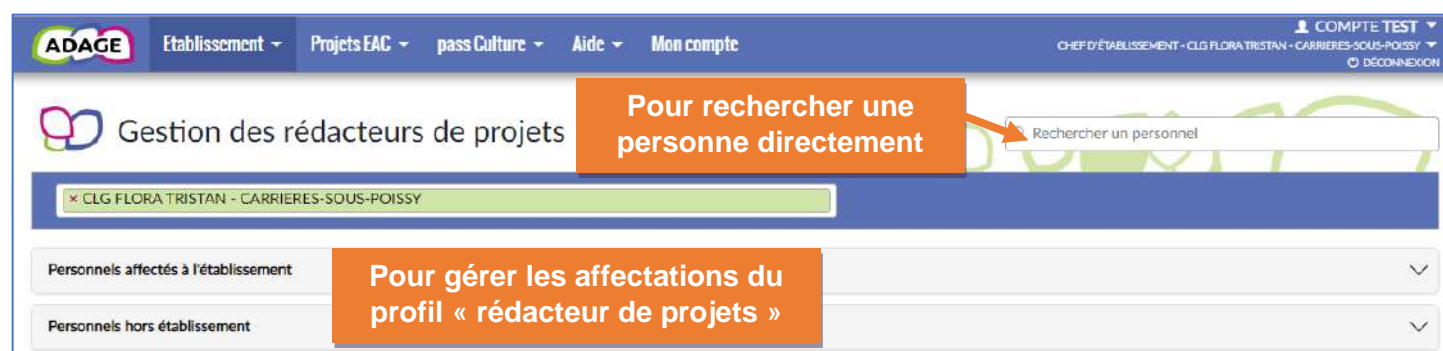 ADAGE
Etablissement
Projets EAC
pass Culture
Aide
Mon compte
COMPTE TEST
CHEF D'ÉTABLISSEMENT - CLG FLORA TRISTAN - CARRIERES-SOUS-POISSY
DÉCONNEXION
Gestion des rédacteurs de projets
Pour rechercher une
personne directement
Rechercher un personnel
× CLG FLORA TRISTAN - CARRIERES-SOUS-POISSY
Personnels affectés à l'établissement
Pour gérer les affectations du
profil « rédacteur de projets »
Personnels hors établissement